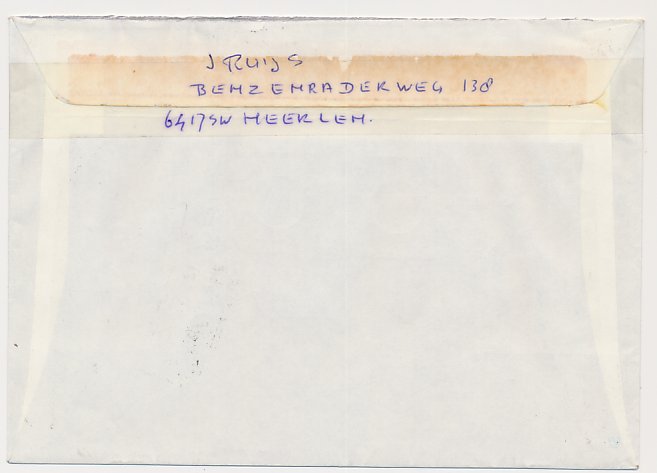 J RUIJS
BENZENRADERWEG 138
6417SW HEERLEN.